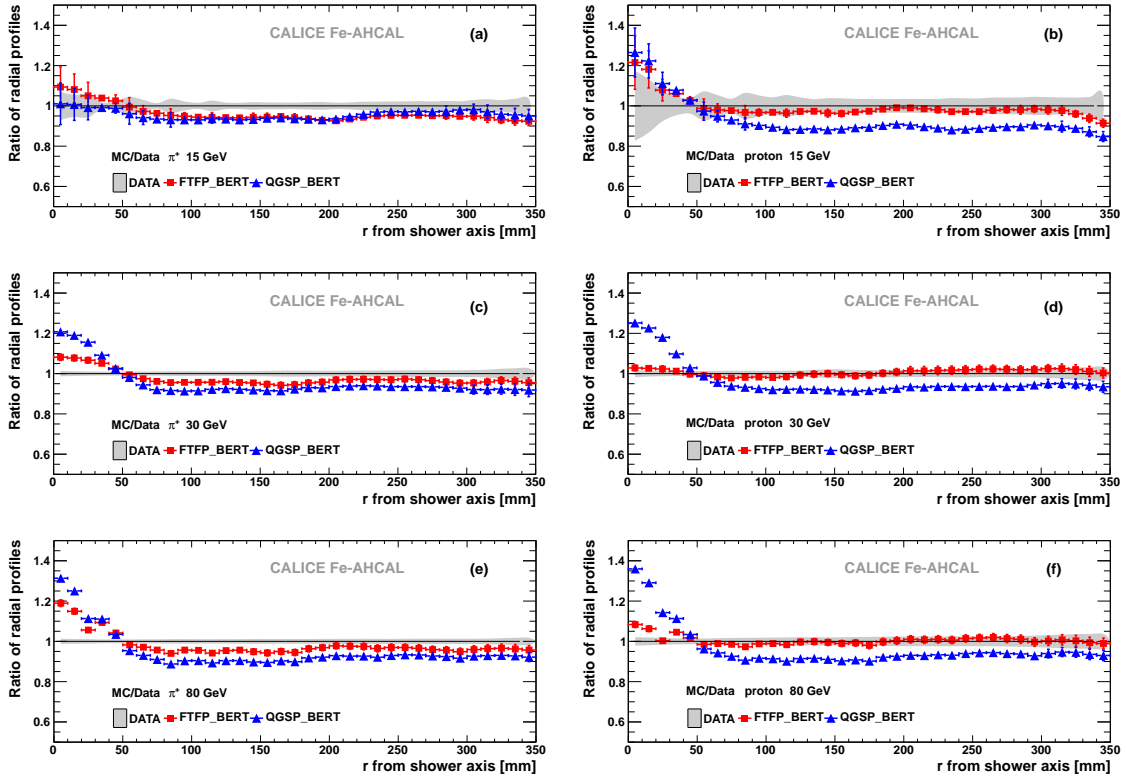 Ratio of radial profiles
1.4
1.2
1
0.8
0.6
CALICE Fe-AHCAL
(a)
MC/Data π⁺ 15 GeV
DATA FTFP_BERT QGSP_BERT
0 50 100 150 200 250 300 350
r from shower axis [mm]
Ratio of radial profiles
1.4
1.2
1
0.8
0.6
CALICE Fe-AHCAL
(b)
MC/Data proton 15 GeV
DATA FTFP_BERT QGSP_BERT
0 50 100 150 200 250 300 350
r from shower axis [mm]
Ratio of radial profiles
1.4
1.2
1
0.8
0.6
CALICE Fe-AHCAL
(c)
MC/Data π⁺ 30 GeV
DATA FTFP_BERT QGSP_BERT
0 50 100 150 200 250 300 350
r from shower axis [mm]
Ratio of radial profiles
1.4
1.2
1
0.8
0.6
CALICE Fe-AHCAL
(d)
MC/Data proton 30 GeV
DATA FTFP_BERT QGSP_BERT
0 50 100 150 200 250 300 350
r from shower axis [mm]
Ratio of radial profiles
1.4
1.2
1
0.8
0.6
CALICE Fe-AHCAL
(e)
MC/Data π⁺ 80 GeV
DATA FTFP_BERT QGSP_BERT
0 50 100 150 200 250 300 350
r from shower axis [mm]
Ratio of radial profiles
1.4
1.2
1
0.8
0.6
CALICE Fe-AHCAL
(f)
MC/Data proton 80 GeV
DATA FTFP_BERT QGSP_BERT
0 50 100 150 200 250 300 350
r from shower axis [mm]